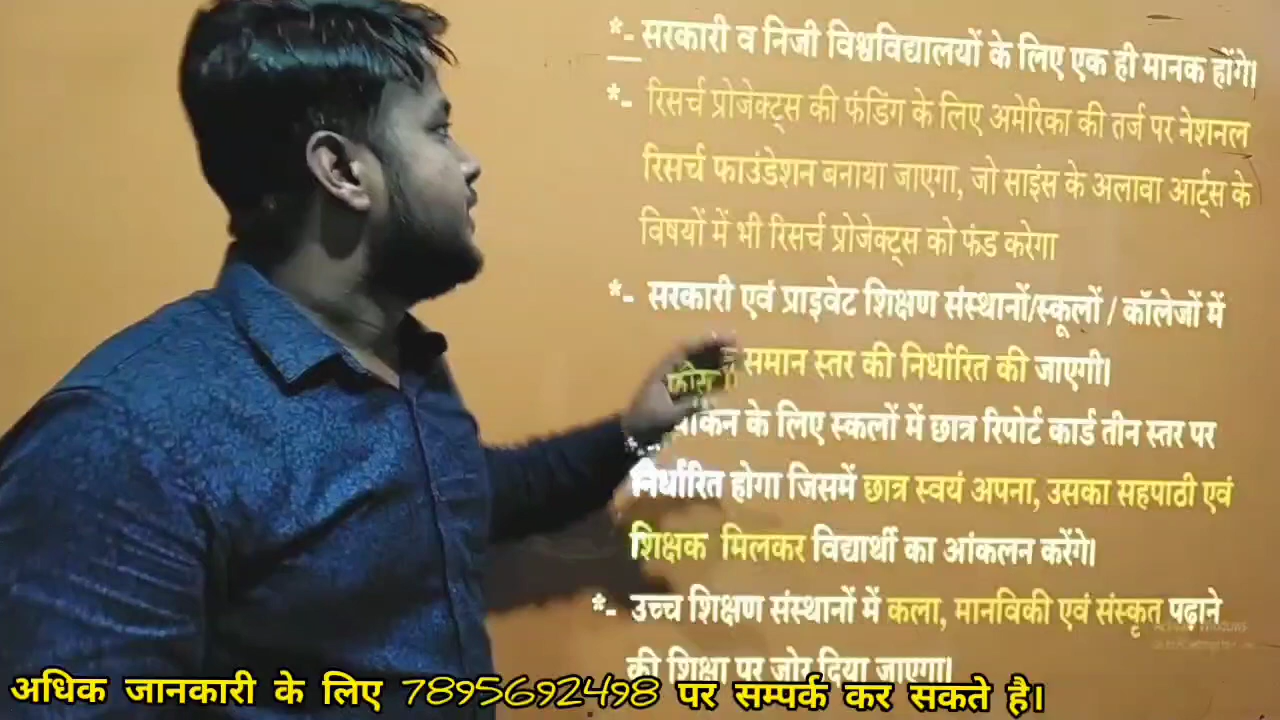 *- सरकारी व निजी विश्वविद्यालयों के लिए एक ही मानक होंगे।
*- रिसर्च प्रोजेक्ट्स की फंडिंग के लिए अमेरिका की तर्ज पर नेशनल
रिसर्च फाउंडेशन बनाया जाएगा, जो साइंस के अलावा आर्ट्स के
विषयों में भी रिसर्च प्रोजेक्ट्स को फंड करेगा
*- सरकारी एवं प्राइवेट शिक्षण संस्थानों/स्कूलों / कॉलेजों में
फीस समान स्तर की निर्धारित की जाएगी।
के लिए स्कलों में छात्र रिपोर्ट कार्ड तीन स्तर पर
निर्धारित होगा जिसमें छात्र स्वयं अपना, उसका सहपाठी एवं
शिक्षक मिलकर विद्यार्थी का आंकलन करेंगे।
*- उच्च शिक्षण संस्थानों में कला, मानविकी एवं संस्कृत पढ़ाने
की शिक्षा पर जोर दिया जाएगा।
अधिक जानकारी के लिए 7895692498 पर सम्पर्क कर सकते है।